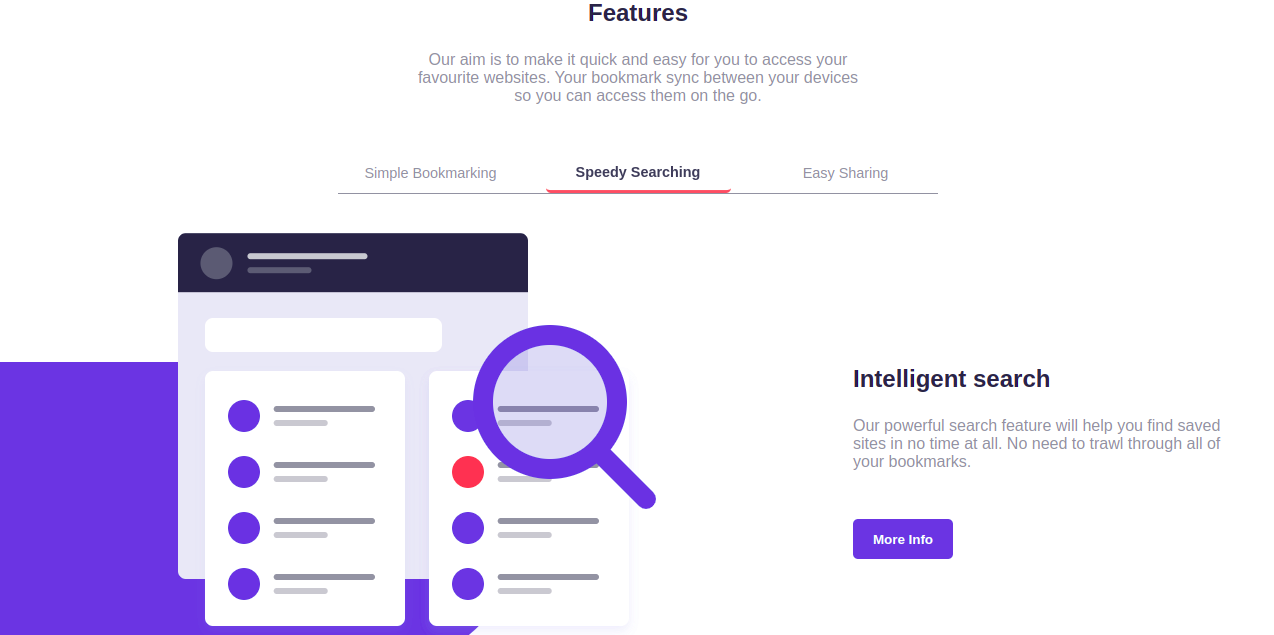 Features
Our aim is to make it quick and easy for you to access your
favourite websites. Your bookmark sync between your devices
so you can access them on the go.
Simple Bookmarking
Speedy Searching
Easy Sharing
Intelligent search
Our powerful search feature will help you find saved
sites in no time at all. No need to trawl through all of
your bookmarks.
More Info